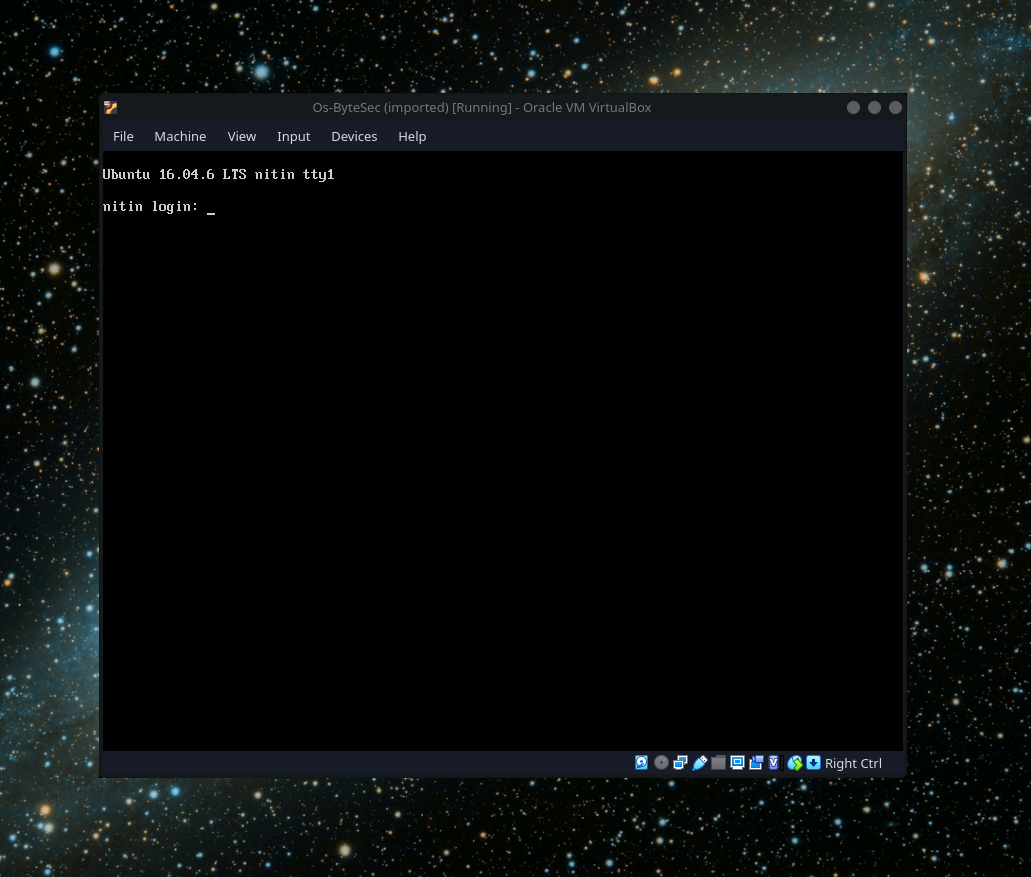 Os-ByteSec (imported) [Running] - Oracle VM VirtualBox
File Machine View Input Devices Help
Ubuntu 16.04.6 LTS nitin tty1
nitin login: _
Right Ctrl